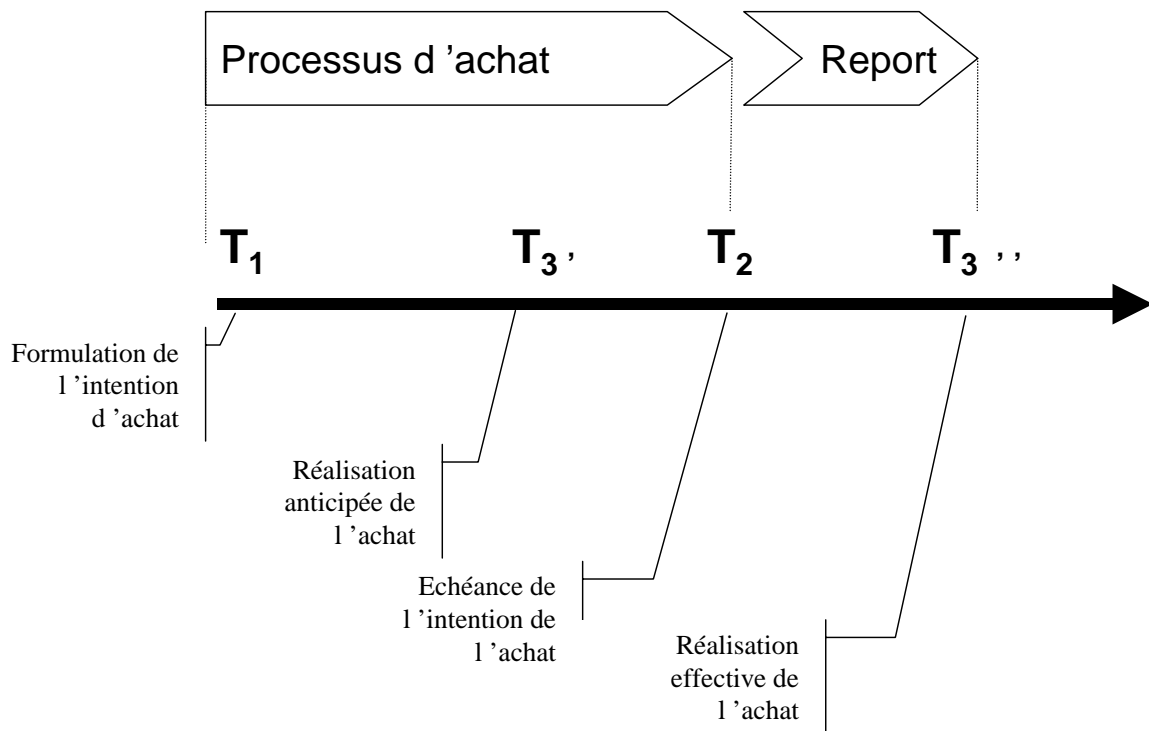 Processus d ’achat
Report
T1
T3 ,
T2
T3 , ,
Formulation de
l ’intention
d ’achat
Réalisation
anticipée de
l ’achat
Echéance de
l ’intention de
l ’achat
Réalisation
effective de
l ’achat